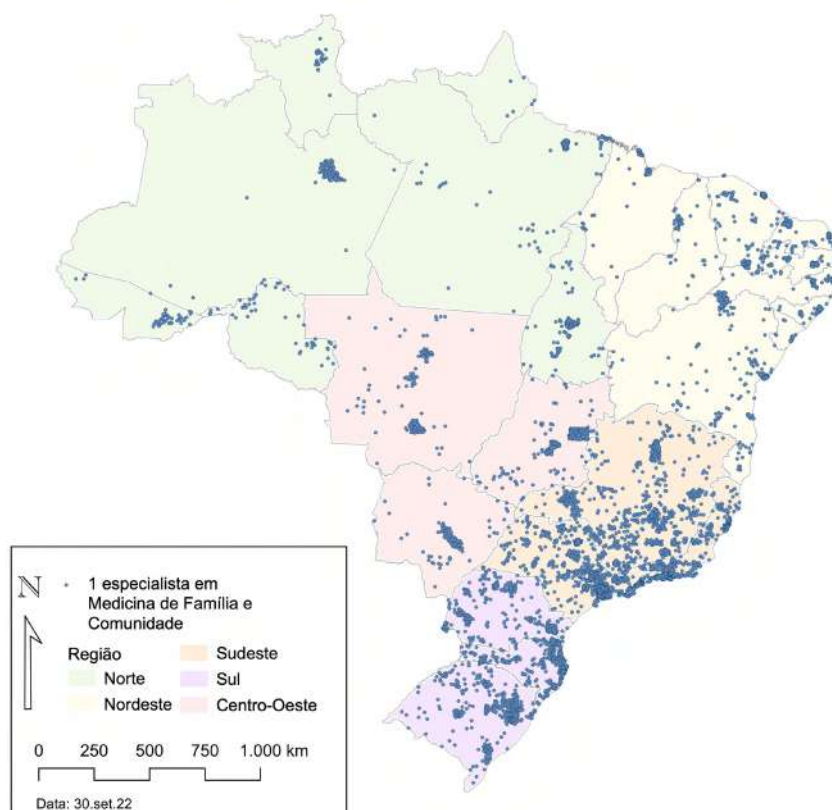 N
1 especialista em
Medicina de Família e
Comunidade
Região
Norte
Nordeste
Sudeste
Sul
Centro-Oeste
0 250 500 750 1.000 km
Data: 30.set.22